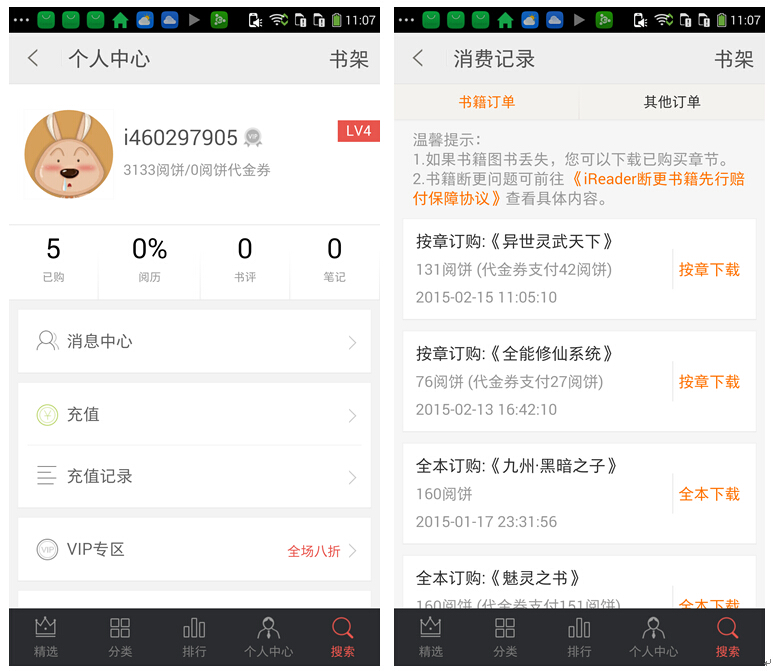 11:07
个人中心
书架
i460297905
VIP
LV4
3133阅饼/0阅饼代金券
5
0%
0
0
已购
阅历
书评
笔记
消息中心
充值
充值记录
VIP
VIP专区
全场八折
精选
分类
排行
个人中心
搜索
11:07
消费记录
书架
书籍订单
其他订单
温馨提示：
1.如果书籍图书丢失，您可以下载已购买章节。
2.书籍断更问题可前往《iReader断更书籍先行赔
付保障协议》查看具体内容。
按章订购:《异世灵武天下》
131阅饼 (代金券支付42阅饼)
2015-02-15 11:05:10
按章下载
按章订购:《全能修仙系统》
76阅饼 (代金券支付27阅饼)
2015-02-13 16:42:10
按章下载
全本订购:《九州·黑暗之子》
160阅饼
2015-01-17 23:31:56
全本下载
全本订购:《魅灵之书》
160阅饼 (代金券支付151阅饼)
全本下载
精选
分类
排行
个人中心
搜索